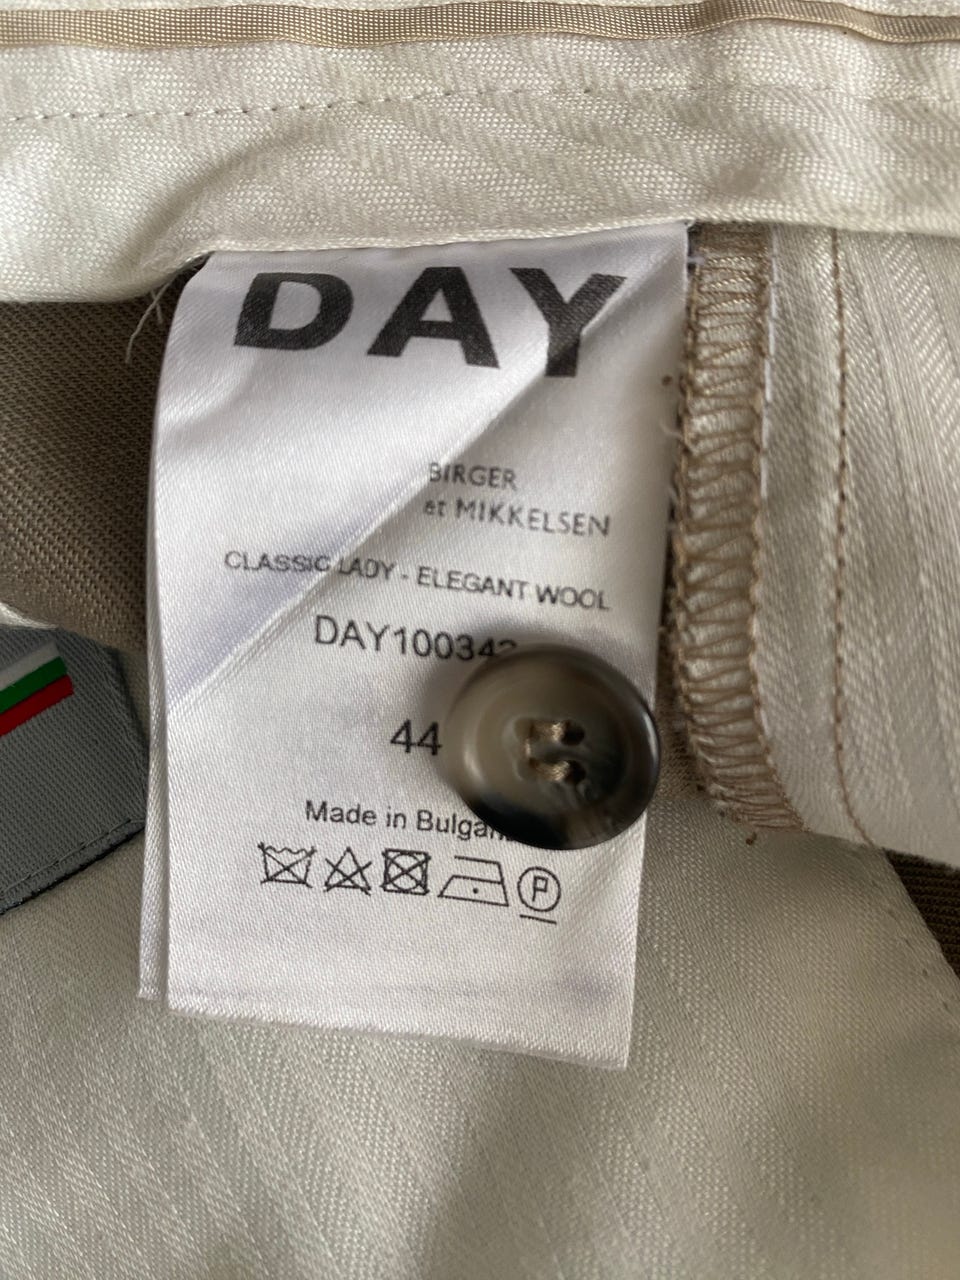 DAY
BIRGER
et MIKKELSEN
CLASSIC LADY - ELEGANT WOOL
44
Made in
P